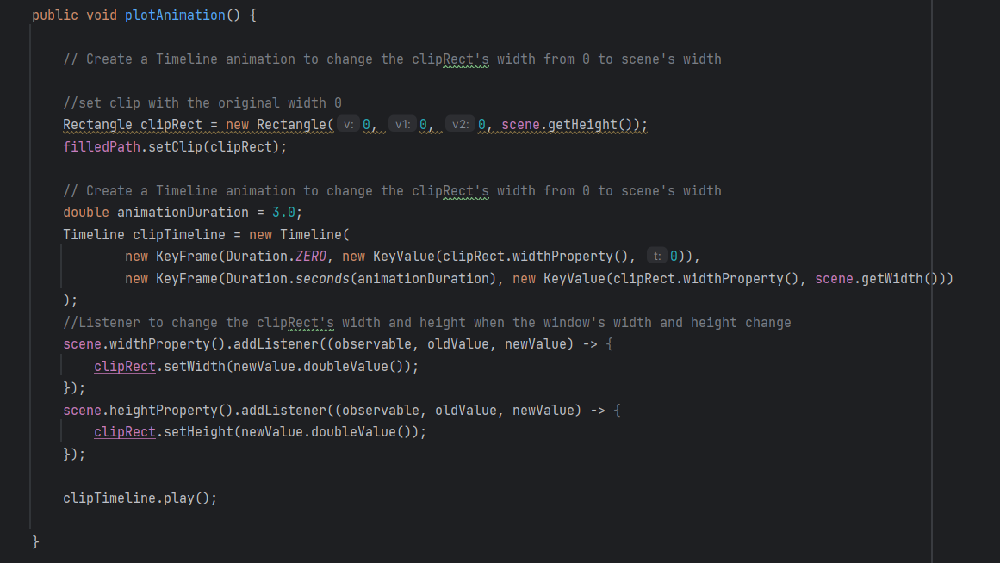 public void plotAnimation() {
// Create a Timeline animation to change the clipRect's width from 0 to scene's width
//set clip with the original width 0
Rectangle clipRect = new Rectangle( v: 0, v1: 0, v2: 0, scene.getHeight());
filledPath.setClip(clipRect);
// Create a Timeline animation to change the clipRect's width from 0 to scene's width
double animationDuration = 3.0;
Timeline clipTimeline = new Timeline(
new KeyFrame(Duration.ZERO, new KeyValue(clipRect.widthProperty(), t: 0)),
new KeyFrame(Duration.seconds(animationDuration), new KeyValue(clipRect.widthProperty(), scene.getWidth()))
);
//Listener to change the clipRect's width and height when the window's width and height change
scene.widthProperty().addListener((observable, oldValue, newValue) -> {
clipRect.setWidth(newValue.doubleValue());
});
scene.heightProperty().addListener((observable, oldValue, newValue) -> {
clipRect.setHeight(newValue.doubleValue());
});
clipTimeline.play();
}